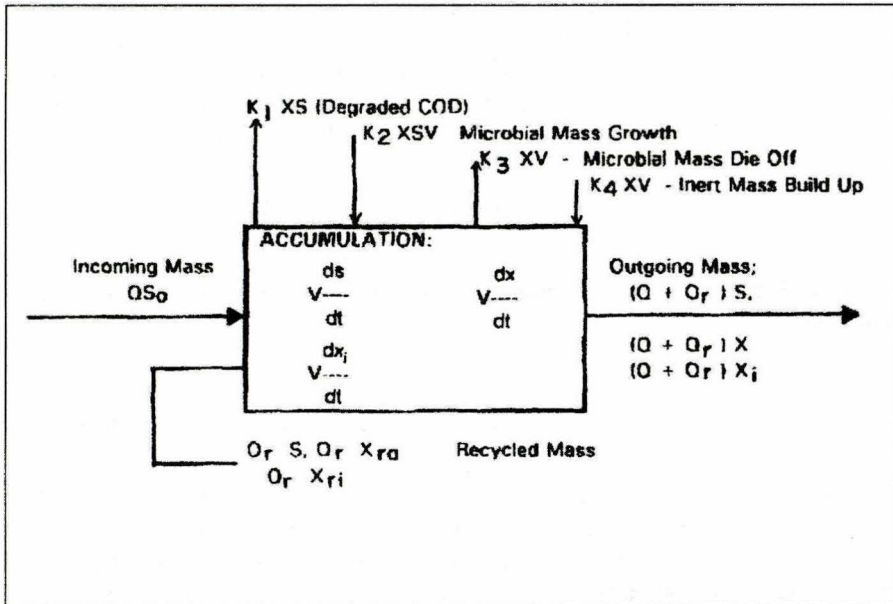 K1 XS (Degraded COD)
K2 XSV Microbial Mass Growth
K3 XV - Microbial Mass Die Off
K4 XV - Inert Mass Build Up
ACCUMULATION:
Incoming Mass
QSo
ds
V----
dt
dx
V----
dt
dxi
V----
dt
Outgoing Mass;
(Q + Qr) S,
(Q + Qr) X
(Q + Qr) Xi
Qr S, Qr Xra Recycled Mass
Qr Xri